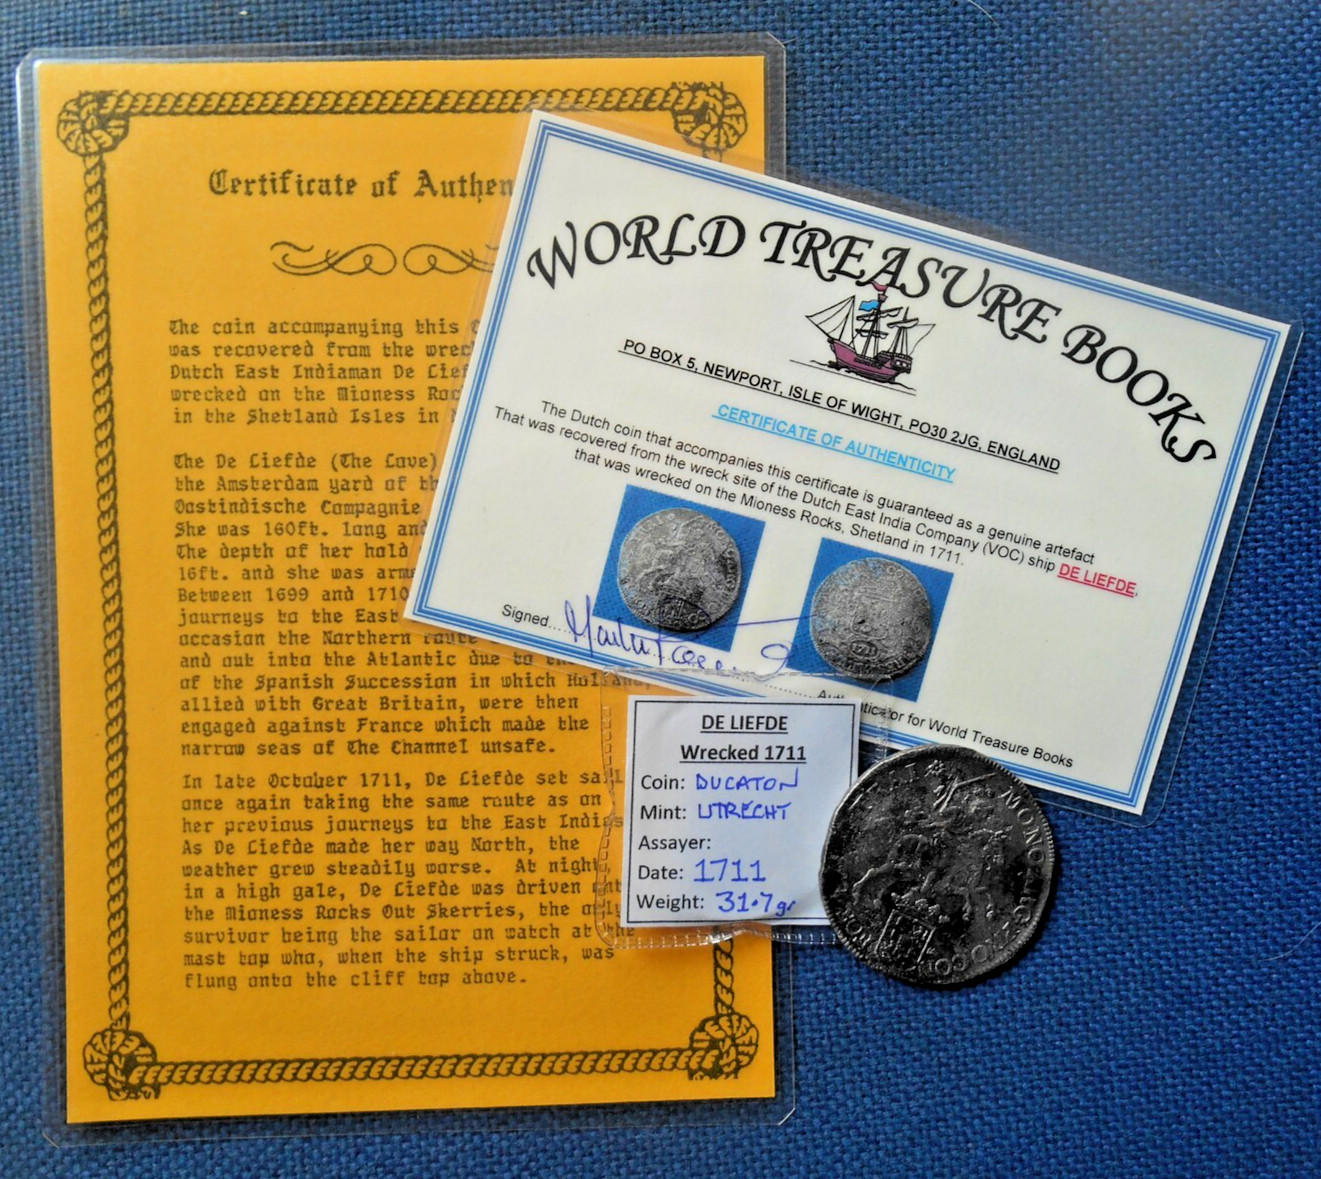 Certificate of
The coin accompanying this
was recovered from the
Dutch East Indiaman De
wrecked on the Mioness
in the Shetland Isles in
The De Liefde (The Love)
the Amsterdam yard of
Oostindische Compagnie
She was 160ft. long and
The depth of her hold
16ft. and she was
Between 1699 and 1710
journeys to the East
occasion the Northern route
and out into the Atlantic due to
of the Spanish Succession in which Holland,
allied with Great Britain, were then
engaged against France which made the
narrow seas of The Channel unsafe.
In late October 1711, De Liefde set sail
once again taking the same route as on
her previous journeys to the East Indies
As De Liefde made her way North, the
weather grew steadily worse. At night
in a high gale, De Liefde was driven
the Mioness Rocks Out Skerries, the only
survivor being the sailor on watch at the
mast top who, when the ship struck, was
flung onto the cliff top above.
WORLD TREASURE BOOKS
PO BOX 5, NEWPORT, ISLE OF WIGHT, PO30 2JG, ENGLAND
CERTIFICATE OF AUTHENTICITY
The Dutch coin that accompanies this certificate is guaranteed as a genuine artefact
That was recovered from the wreck site of the Dutch East India Company (VOC) ship DE LIEFDE,
that was wrecked on the Mioness Rocks, Shetland in 1711.
Signed....
for World Treasure Books
DE LIEFDE
Wrecked 1711
Coin: DUCATON
Mint: UTRECHT
Assayer:
Date: 1711
Weight: 31.7gr
MON